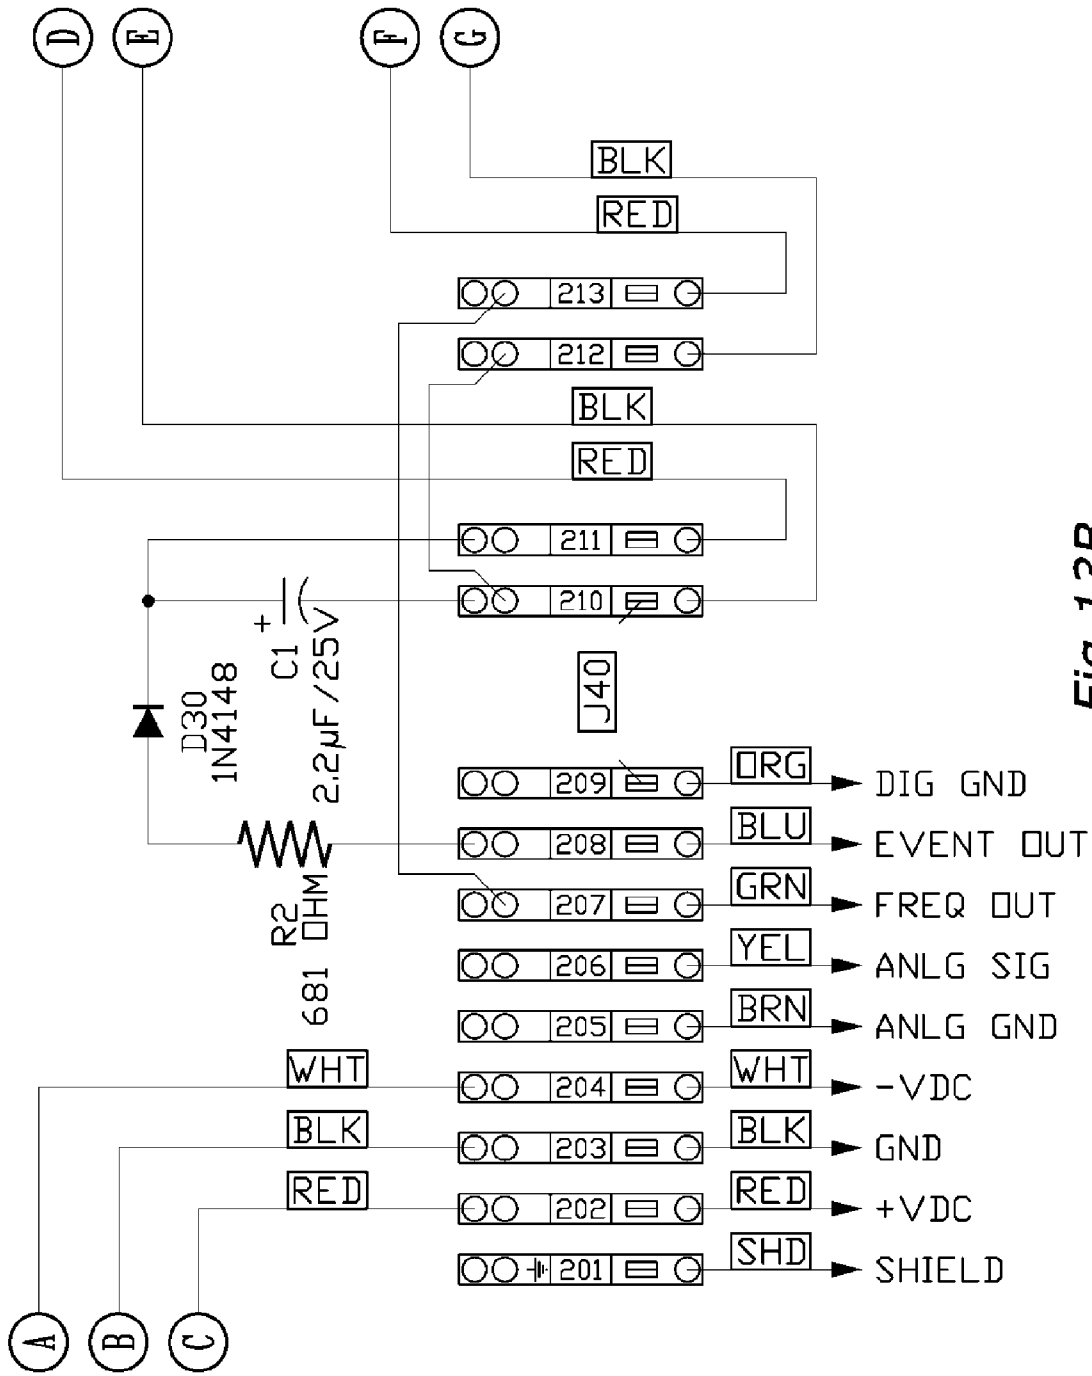 D E F G
BLK
RED
213
212
BLK
RED
211
210
+
C1
2.2µF/25V
D30
1N4148
J40
209 ORG DIG GND
208 BLU EVENT OUT
R2
681 OHM
207 GRN FREQ OUT
206 YEL ANLG SIG
205 BRN ANLG GND
WHT 204 WHT -VDC
BLK 203 BLK GND
RED 202 RED +VDC
201 SHD SHIELD
A B C